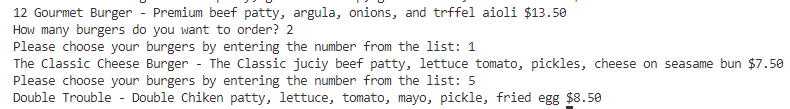 12 Gourmet Burger - Premium beef patty, argula, onions, and trffel aioli $13.50
How many burgers do you want to order? 2
Please choose your burgers by entering the number from the list: 1
The Classic Cheese Burger - The Classic juciy beef patty, lettuce tomato, pickles, cheese on seasame bun $7.50
Please choose your burgers by entering the number from the list: 5
Double Trouble - Double Chiken patty, lettuce, tomato, mayo, pickle, fried egg $8.50